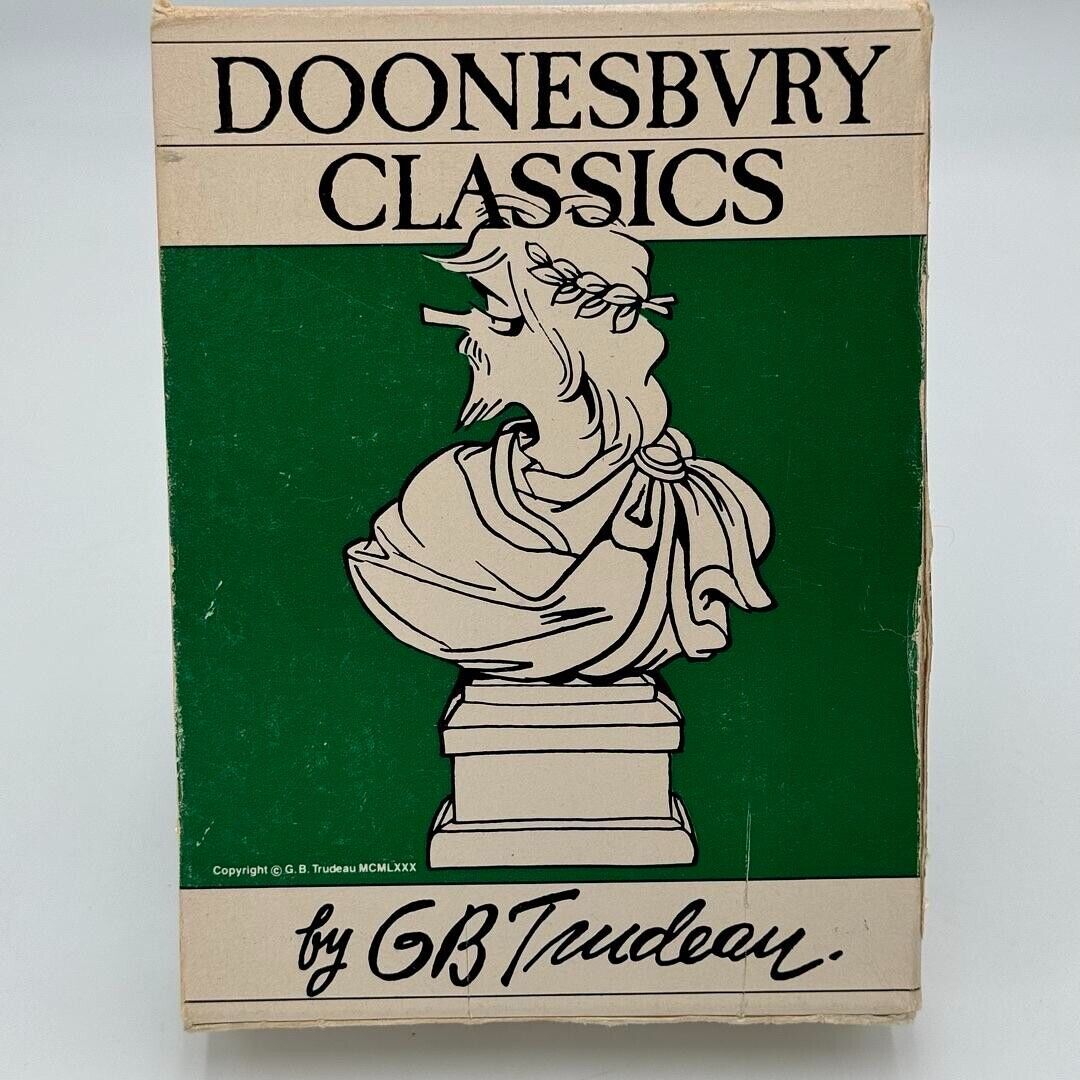 DOONESBVRY
CLASSICS
Copyright © G. B. Trudeau MCMLXXX
by GB Trudeau.